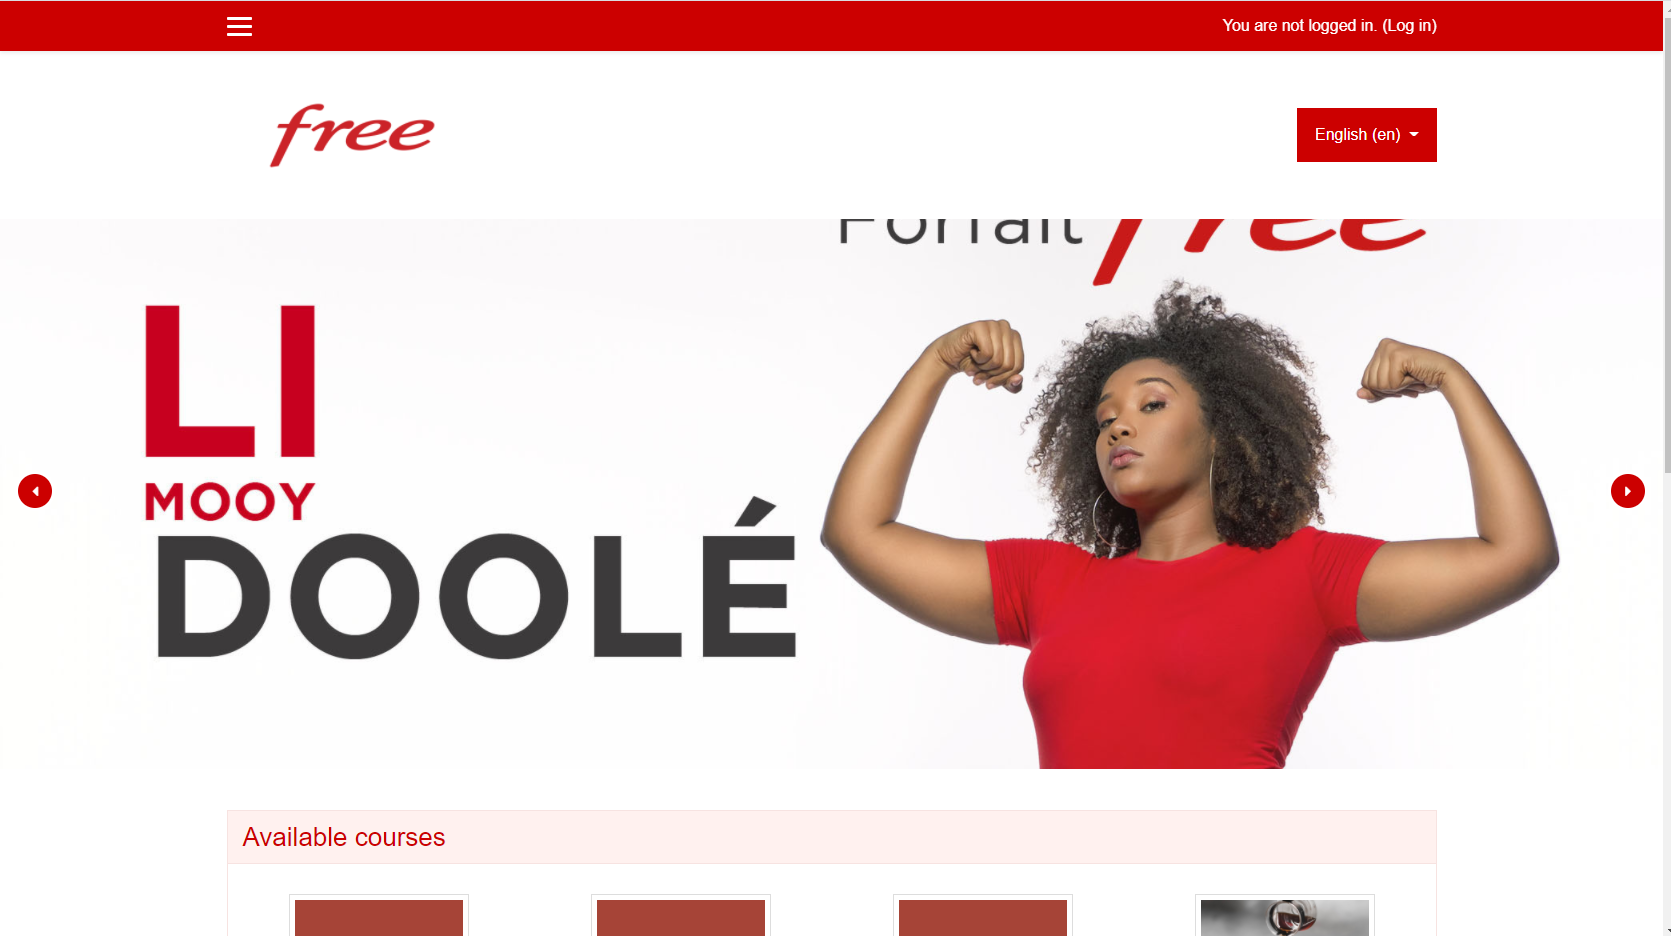 You are not logged in. (Log in)
free
English (en)
Forfait free
LI
MOOY
DOOLÉ
Available courses